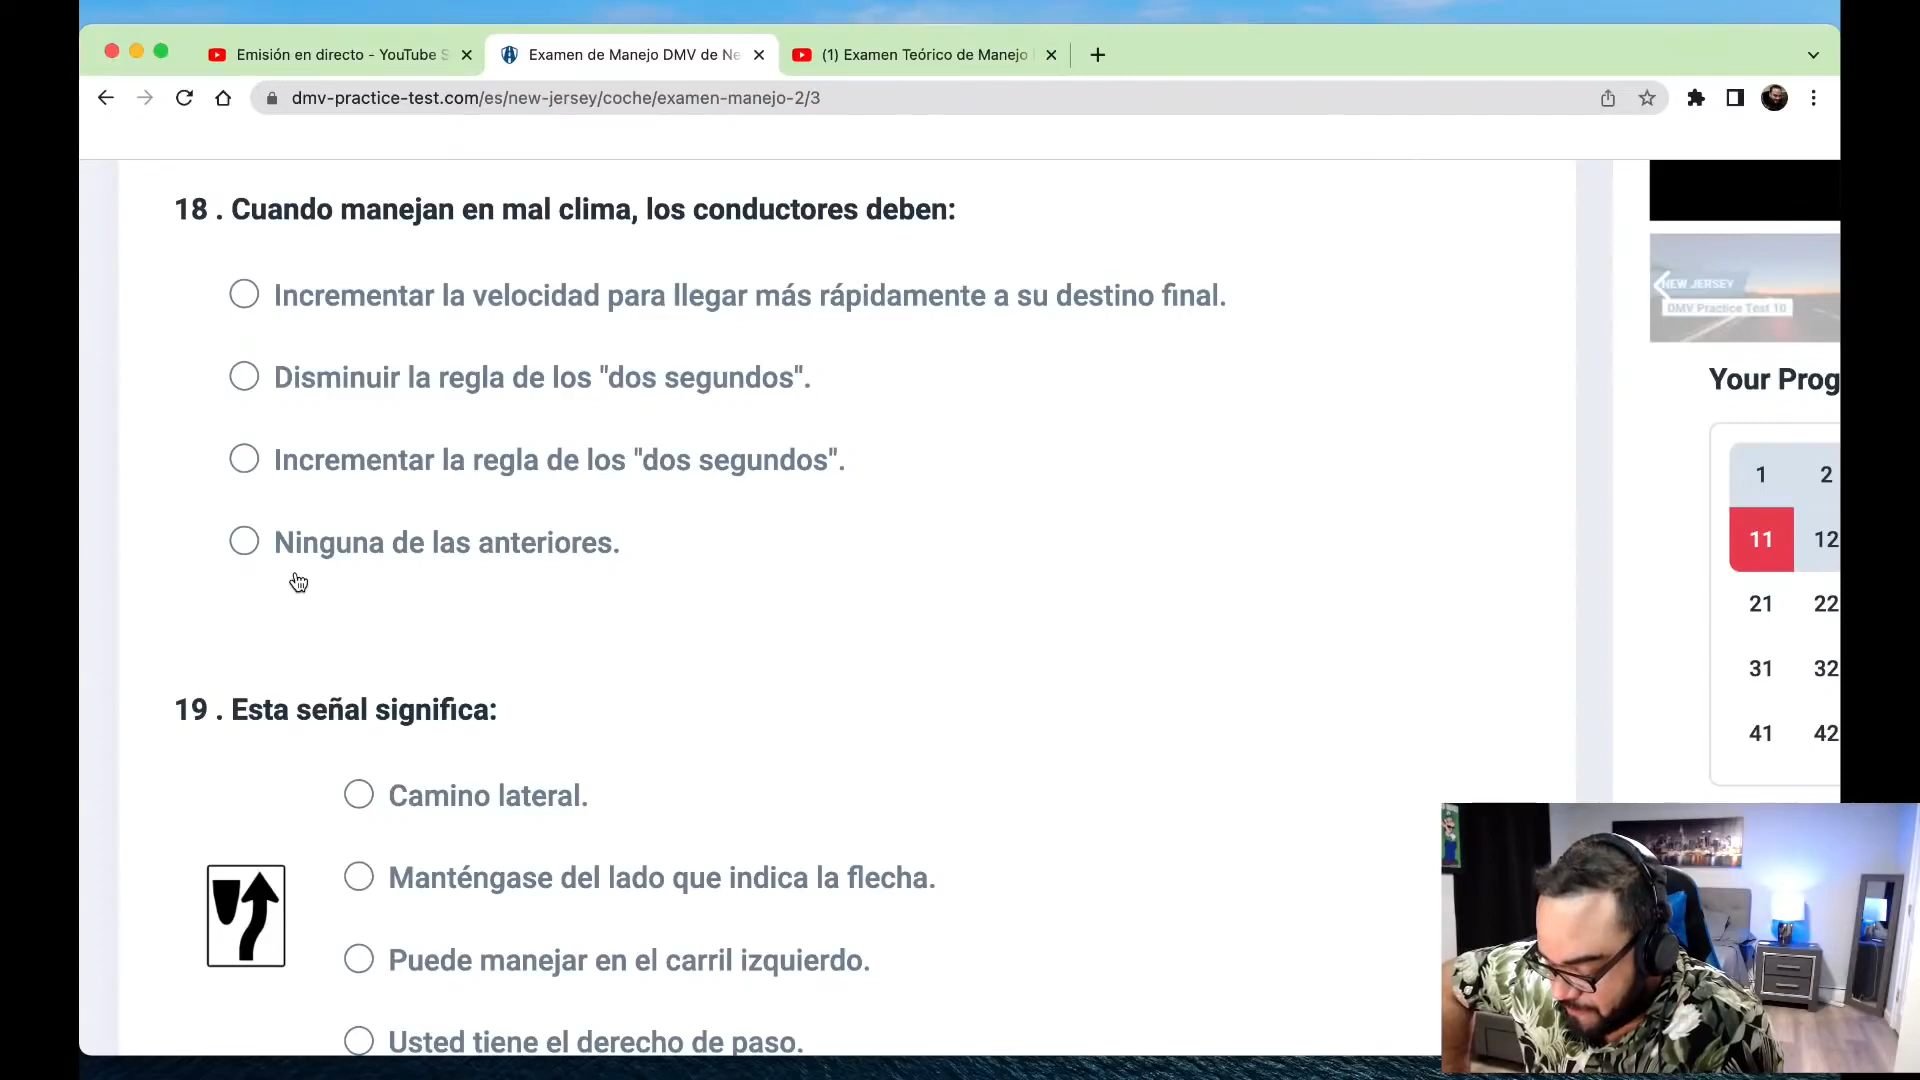 Emisión en directo - YouTube S
Examen de Manejo DMV de Ne
(1) Examen Teórico de Manejo
dmv-practice-test.com/es/new-jersey/coche/examen-manejo-2/3
18 . Cuando manejan en mal clima, los conductores deben:
Incrementar la velocidad para llegar más rápidamente a su destino final.
Disminuir la regla de los "dos segundos".
Incrementar la regla de los "dos segundos".
Ninguna de las anteriores.
19 . Esta señal significa:
Camino lateral.
Manténgase del lado que indica la flecha.
Puede manejar en el carril izquierdo.
Usted tiene el derecho de paso.
NEW JERSEY
DMV Practice Test 10
Your Prog
1 2
11 12
21 22
31 32
41 42